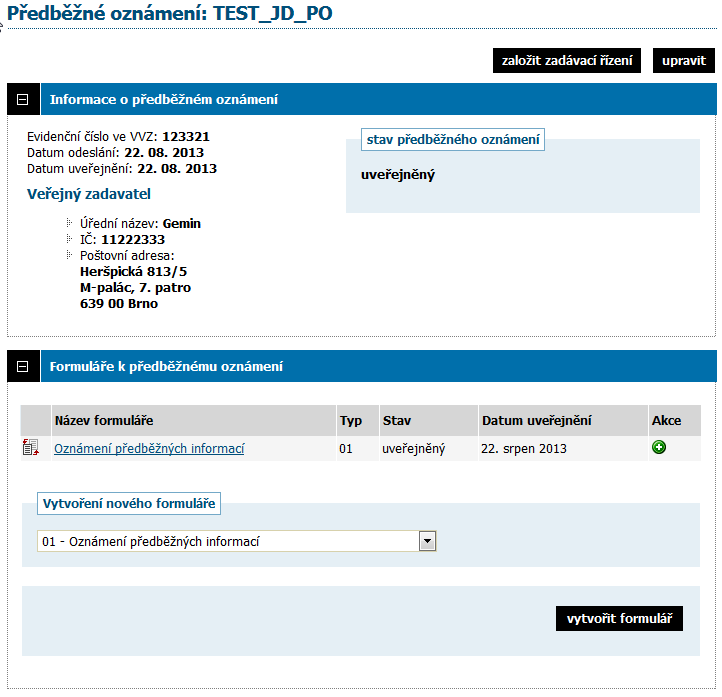 Předběžné oznámení: TEST_JD_PO
založit zadávací řízení upravit
Informace o předběžném oznámení
Evidenční číslo ve VVZ: 123321
Datum odeslání: 22. 08. 2013
Datum uveřejnění: 22. 08. 2013
Veřejný zadavatel
Úřední název: Gemin
IČ: 11222333
Poštovní adresa:
Heršpická 813/5
M-palác, 7. patro
639 00 Brno
stav předběžného oznámení
uveřejněný
Formuláře k předběžnému oznámení
Název formuláře Typ Stav Datum uveřejnění Akce
Oznámení předběžných informací 01 uveřejněný 22. srpen 2013
Vytvoření nového formuláře
01 - Oznámení předběžných informací
vytvořit formulář